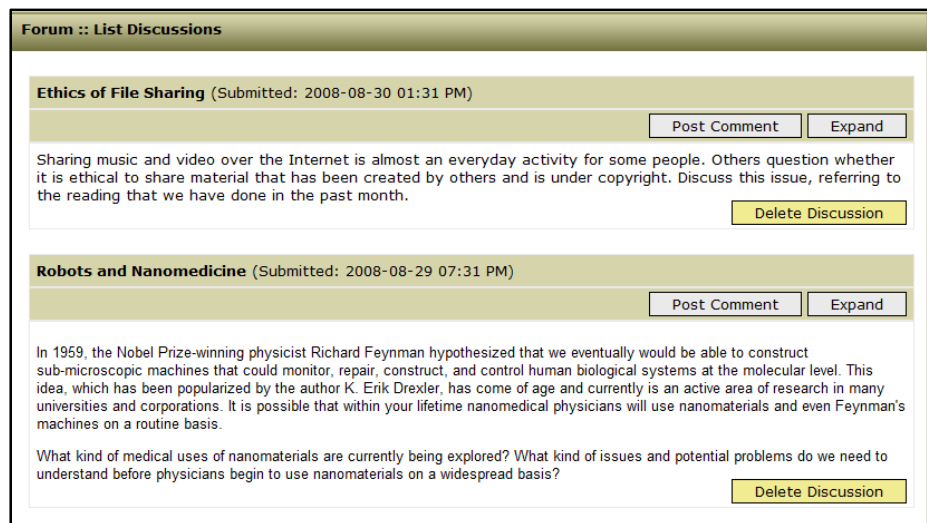 Forum :: List Discussions
Ethics of File Sharing (Submitted: 2008-08-30 01:31 PM)
Post Comment Expand
Sharing music and video over the Internet is almost an everyday activity for some people. Others question whether
it is ethical to share material that has been created by others and is under copyright. Discuss this issue, referring to
the reading that we have done in the past month.
Delete Discussion
Robots and Nanomedicine (Submitted: 2008-08-29 07:31 PM)
Post Comment Expand
In 1959, the Nobel Prize-winning physicist Richard Feynman hypothesized that we eventually would be able to construct
sub-microscopic machines that could monitor, repair, construct, and control human biological systems at the molecular level. This
idea, which has been popularized by the author K. Erik Drexler, has come of age and currently is an active area of research in many
universities and corporations. It is possible that within your lifetime nanomedical physicians will use nanomaterials and even Feynman's
machines on a routine basis.
What kind of medical uses of nanomaterials are currently being explored? What kind of issues and potential problems do we need to
understand before physicians begin to use nanomaterials on a widespread basis?
Delete Discussion